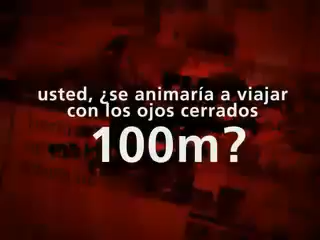 usted, ¿se animaría a viajar
con los ojos cerrados
100m?